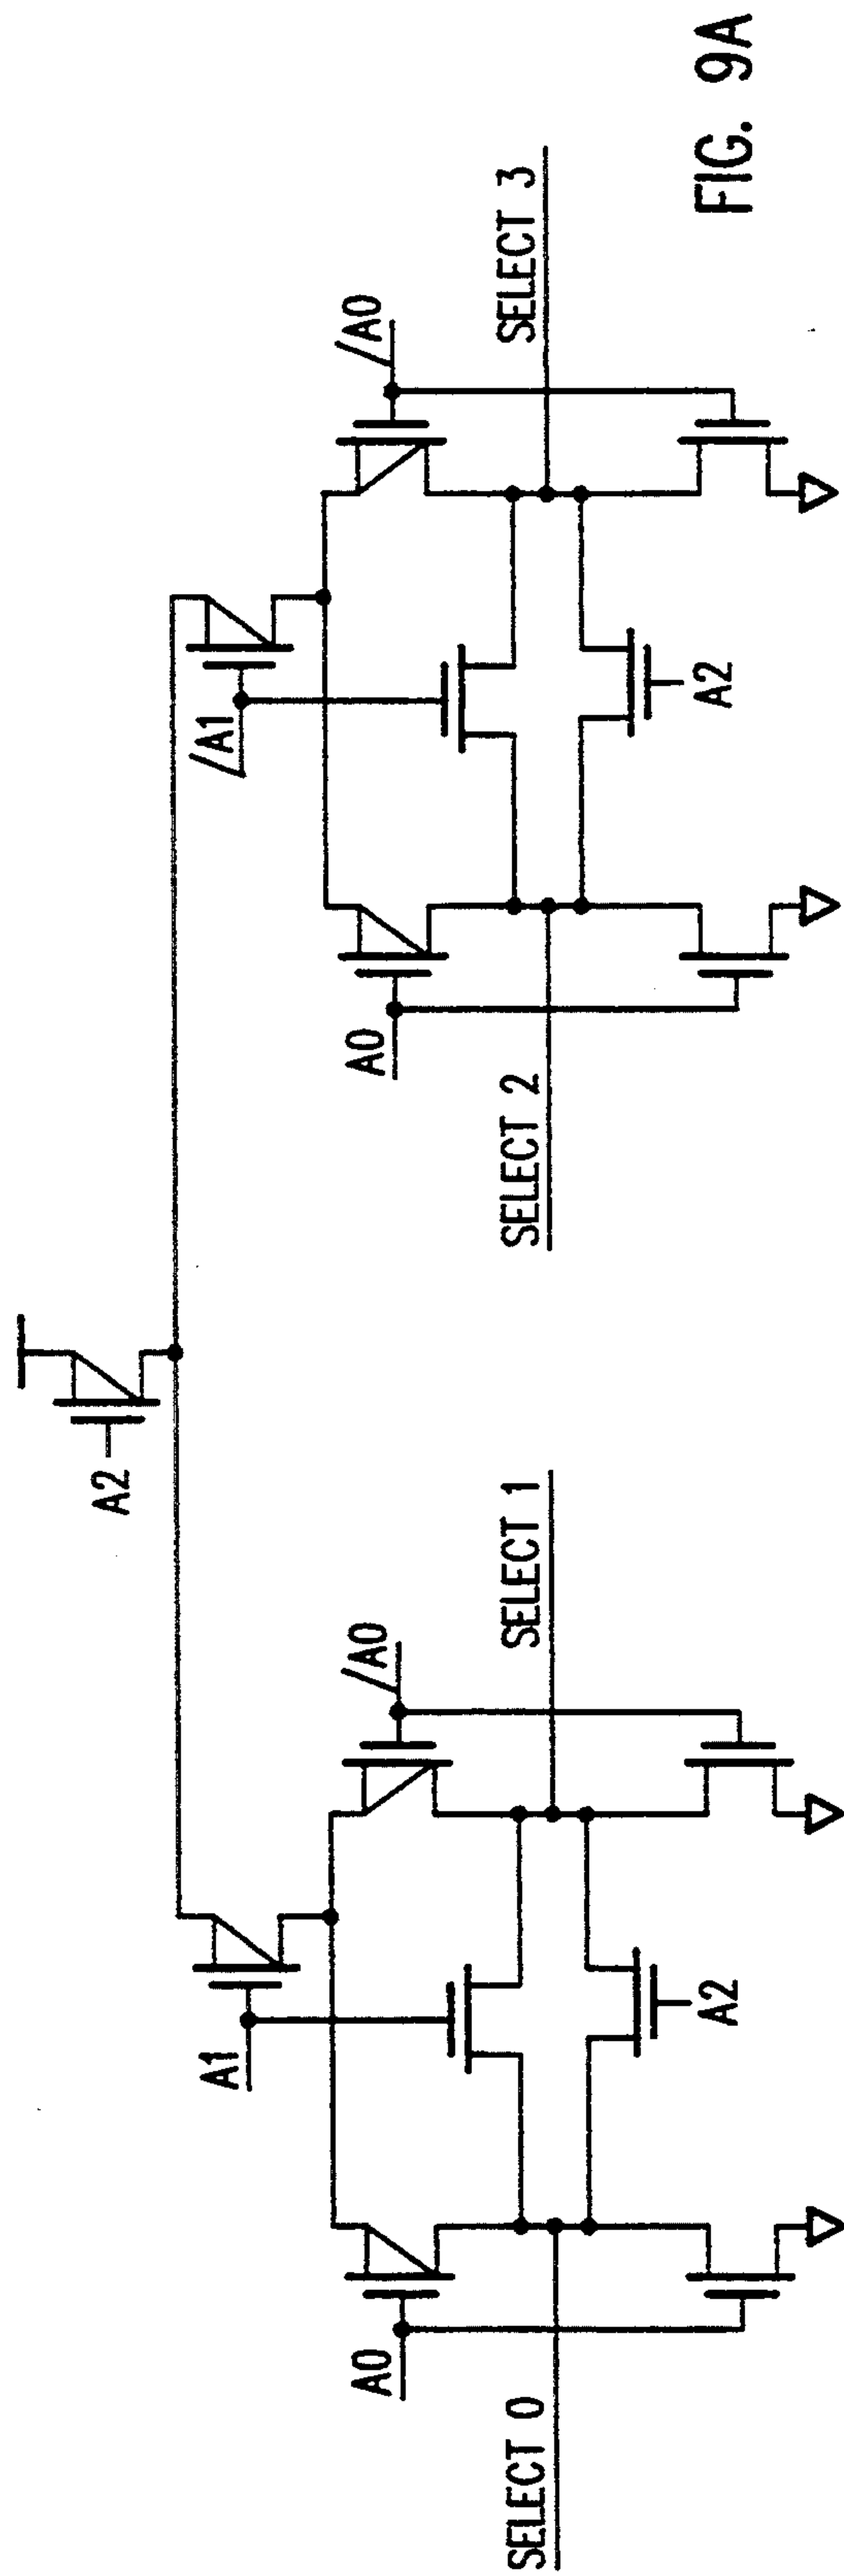 A2
A1
/A1
A0
/A0
A0
/A0
SELECT 0
SELECT 1
SELECT 2
SELECT 3
A2
A2
FIG. 9A